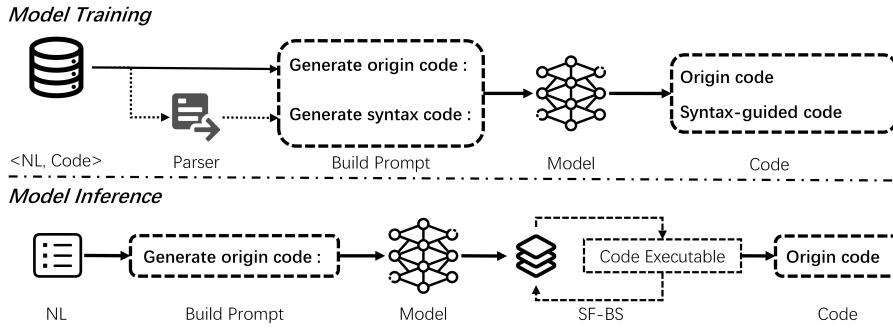 Model Training
Generate origin code :
Generate syntax code :
Origin code
Syntax-guided code
<NL, Code>
Parser
Build Prompt
Model
Code
Model Inference
Generate origin code :
Code Executable
Origin code
NL
Build Prompt
Model
SF-BS
Code